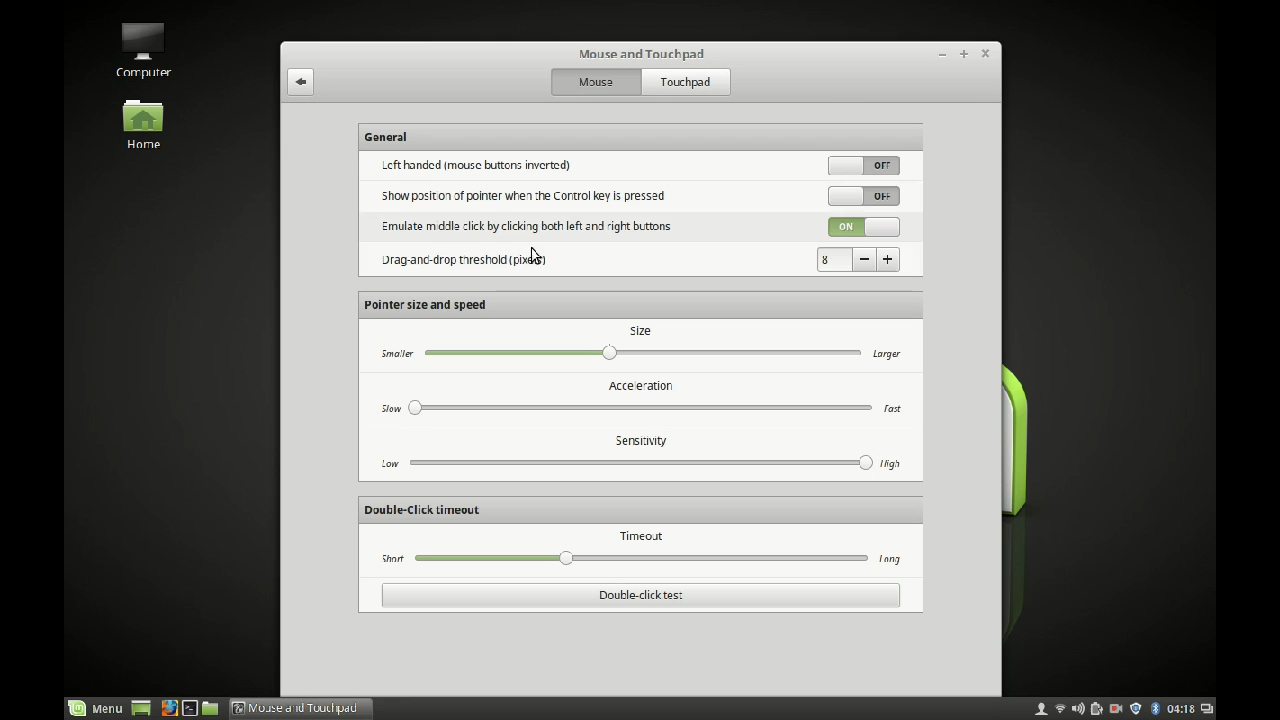 Computer
Home
Mouse and Touchpad
Mouse Touchpad
General
Left handed (mouse buttons inverted) OFF
Show position of pointer when the Control key is pressed OFF
Emulate middle click by clicking both left and right buttons ON
Drag-and-drop threshold (pixels) 8
Pointer size and speed
Size
Smaller Larger
Acceleration
Slow Fast
Sensitivity
Low High
Double-Click timeout
Timeout
Short Long
Double-click test
Menu Mouse and Touchpad 04:18